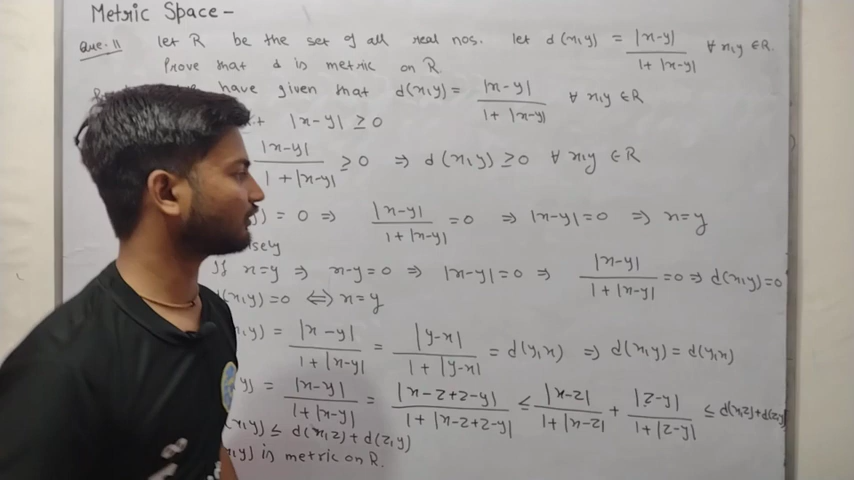 Metric Space -
Que. 11 let R be the set of all real nos. let d(x,y) = |x-y| / 1+|x-y| ∀ x,y ∈ R.
Prove that d is metric on R.
have given that d(x,y) = |x-y| / 1+|x-y| ∀ x,y ∈ R
|x-y| ≥ 0
|x-y| / 1+|x-y| ≥ 0 ⇒ d(x,y) ≥ 0 ∀ x,y ∈ R
) = 0 ⇒ |x-y| / 1+|x-y| = 0 ⇒ |x-y| = 0 ⇒ x=y
sely
If x=y ⇒ x-y=0 ⇒ |x-y|=0 ⇒ |x-y| / 1+|x-y| = 0 ⇒ d(x,y)=0
(x,y)=0 ⇔ x=y
x,y) = |x-y| / 1+|x-y| = |y-x| / 1+|y-x| = d(y,x) ⇒ d(x,y) = d(y,x)
y) = |x-y| / 1+|x-y| = |x-z+z-y| / 1+|x-z+z-y| ≤ |x-z| / 1+|x-z| + |z-y| / 1+|z-y| ≤ d(x,z)+d(z,y)
(x,y) ≤ d(x,z)+d(z,y)
x,y) is metric on R.